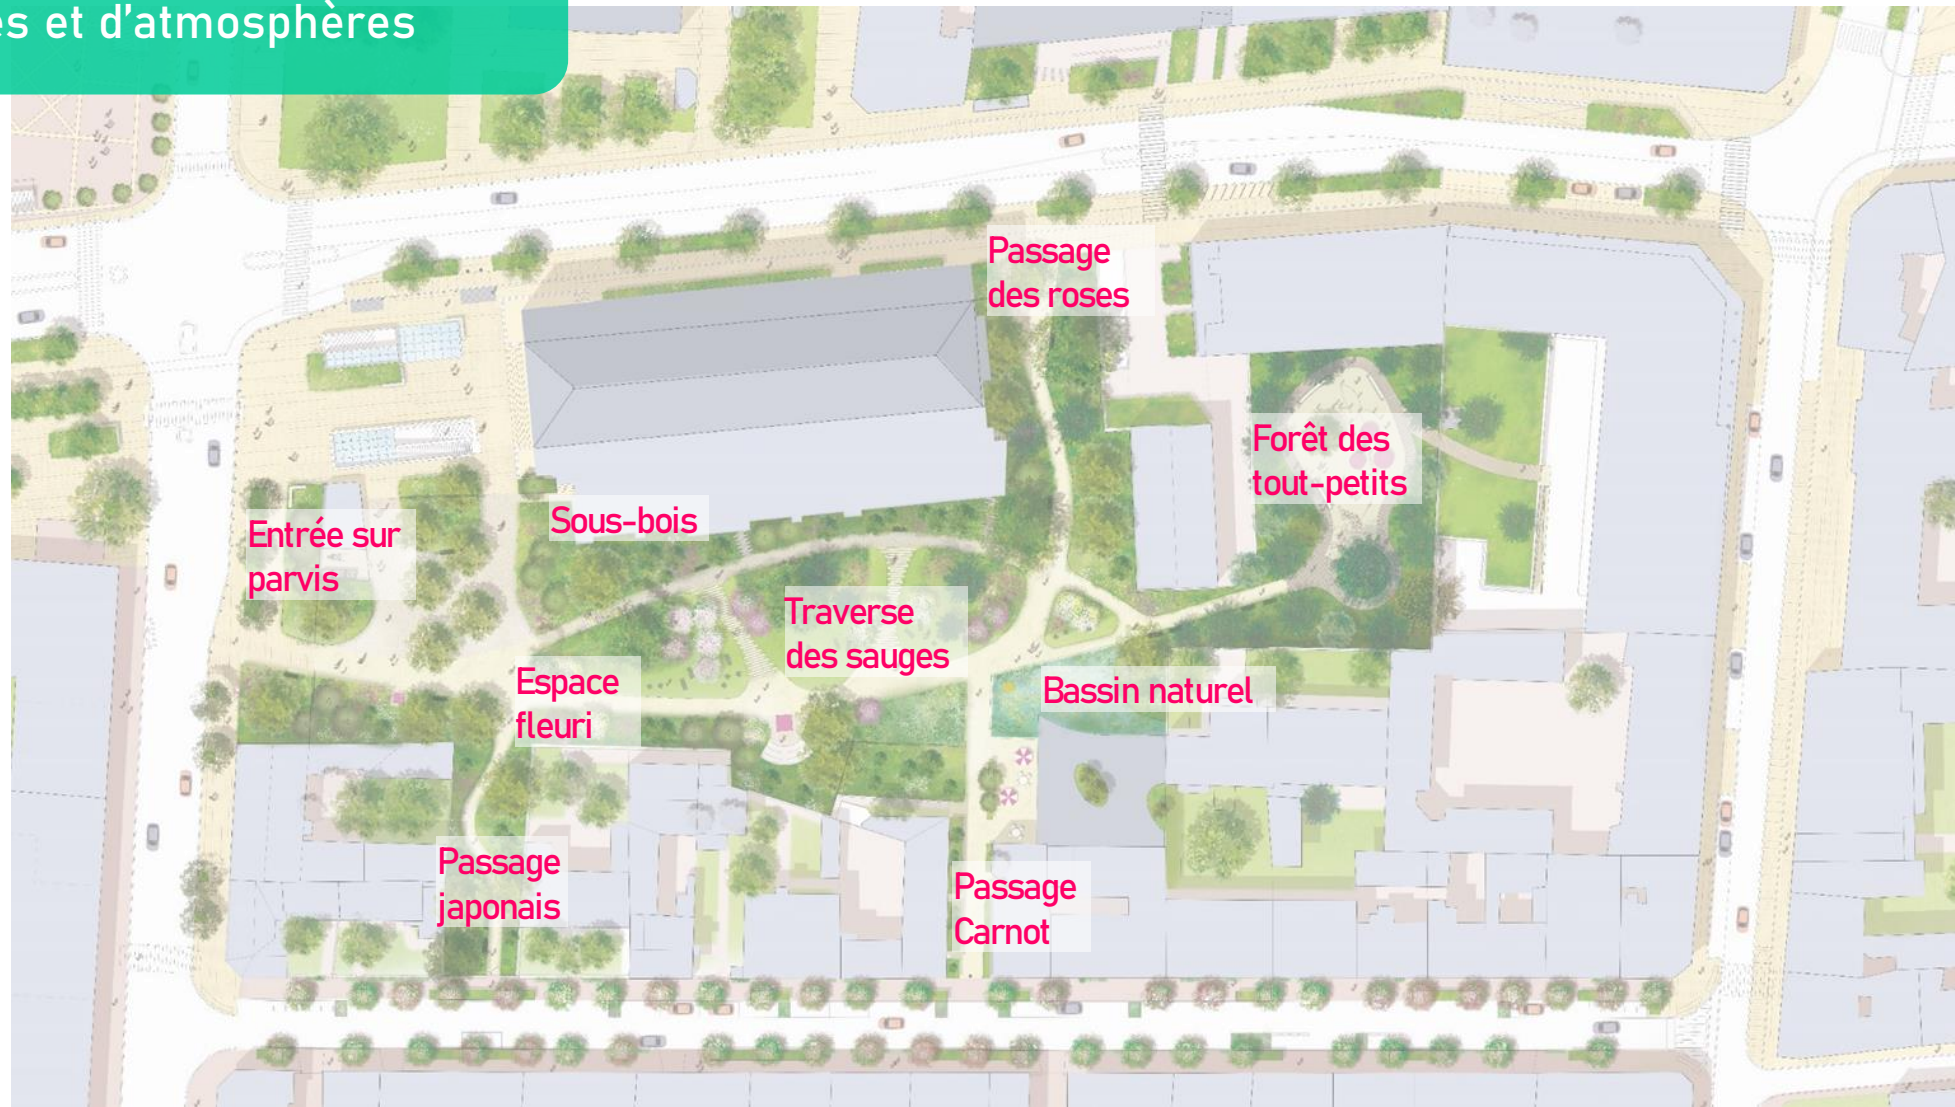 et d'atmosphères
Passage
des roses
Forêt des
tout-petits
Entrée sur
parvis
Sous-bois
Traverse
des sauges
Espace
fleuri
Bassin naturel
Passage
japonais
Passage
Carnot